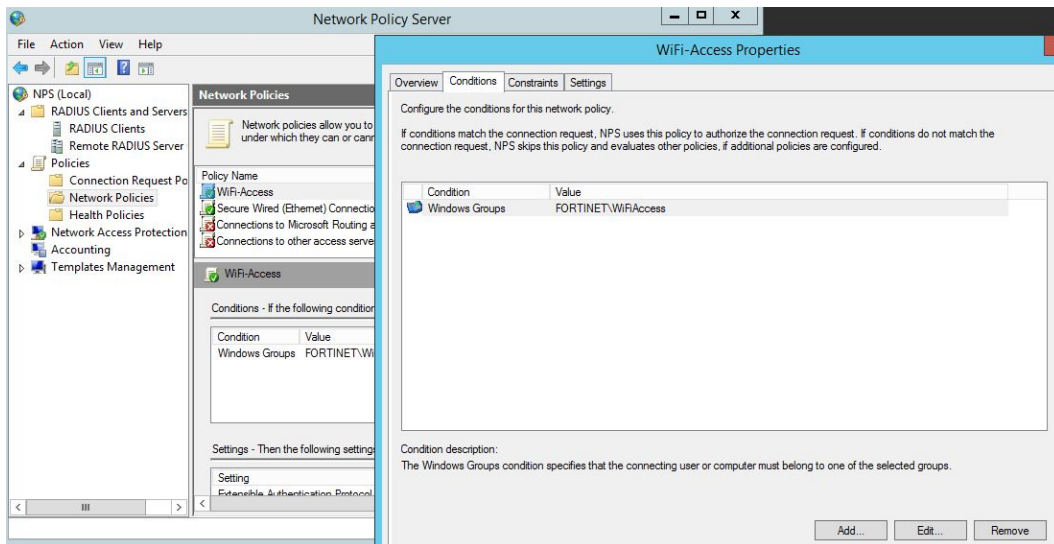 Network Policy Server
File Action View Help
NPS (Local)
RADIUS Clients and Servers
RADIUS Clients
Remote RADIUS Server
Policies
Connection Request Po
Network Policies
Health Policies
Network Access Protection
Accounting
Templates Management
Network Policies
Network policies allow you to
under which they can or cann
Policy Name
WiFi-Access
Secure Wired (Ethernet) Connectio
Connections to Microsoft Routing a
Connections to other access serve
WiFi-Access
Conditions - If the following condition
Condition Value
Windows Groups FORTINET\Wi
Settings - Then the following setting
Setting
Extensible Authentication Protocol
WiFi-Access Properties
Overview Conditions Constraints Settings
Configure the conditions for this network policy.
If conditions match the connection request, NPS uses this policy to authorize the connection request. If conditions do not match the
connection request, NPS skips this policy and evaluates other policies, if additional policies are configured.
Condition Value
Windows Groups FORTINET\WiFiAccess
Condition description:
The Windows Groups condition specifies that the connecting user or computer must belong to one of the selected groups.
Add... Edit... Remove